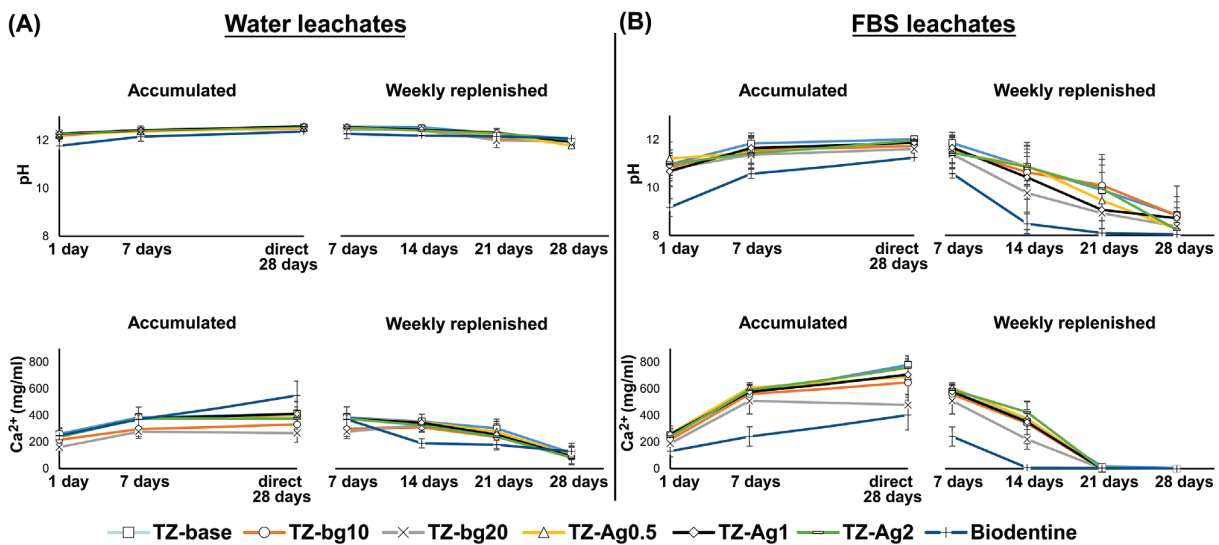 (A) Water leachates
(B) FBS leachates
Accumulated
Weekly replenished
Accumulated
Weekly replenished
pH
12
10
8
1 day
7 days
direct
28 days
7 days
14 days
21 days
28 days
pH
12
10
8
1 day
7 days
direct
28 days
7 days
14 days
21 days
28 days
Accumulated
Weekly replenished
Accumulated
Weekly replenished
Ca²⁺ (mg/ml)
800
600
400
200
0
1 day
7 days
direct
28 days
7 days
14 days
21 days
28 days
Ca²⁺ (mg/ml)
800
600
400
200
0
1 day
7 days
direct
28 days
7 days
14 days
21 days
28 days
TZ-base TZ-bg10 TZ-bg20 TZ-Ag0.5 TZ-Ag1 TZ-Ag2 Biodentine